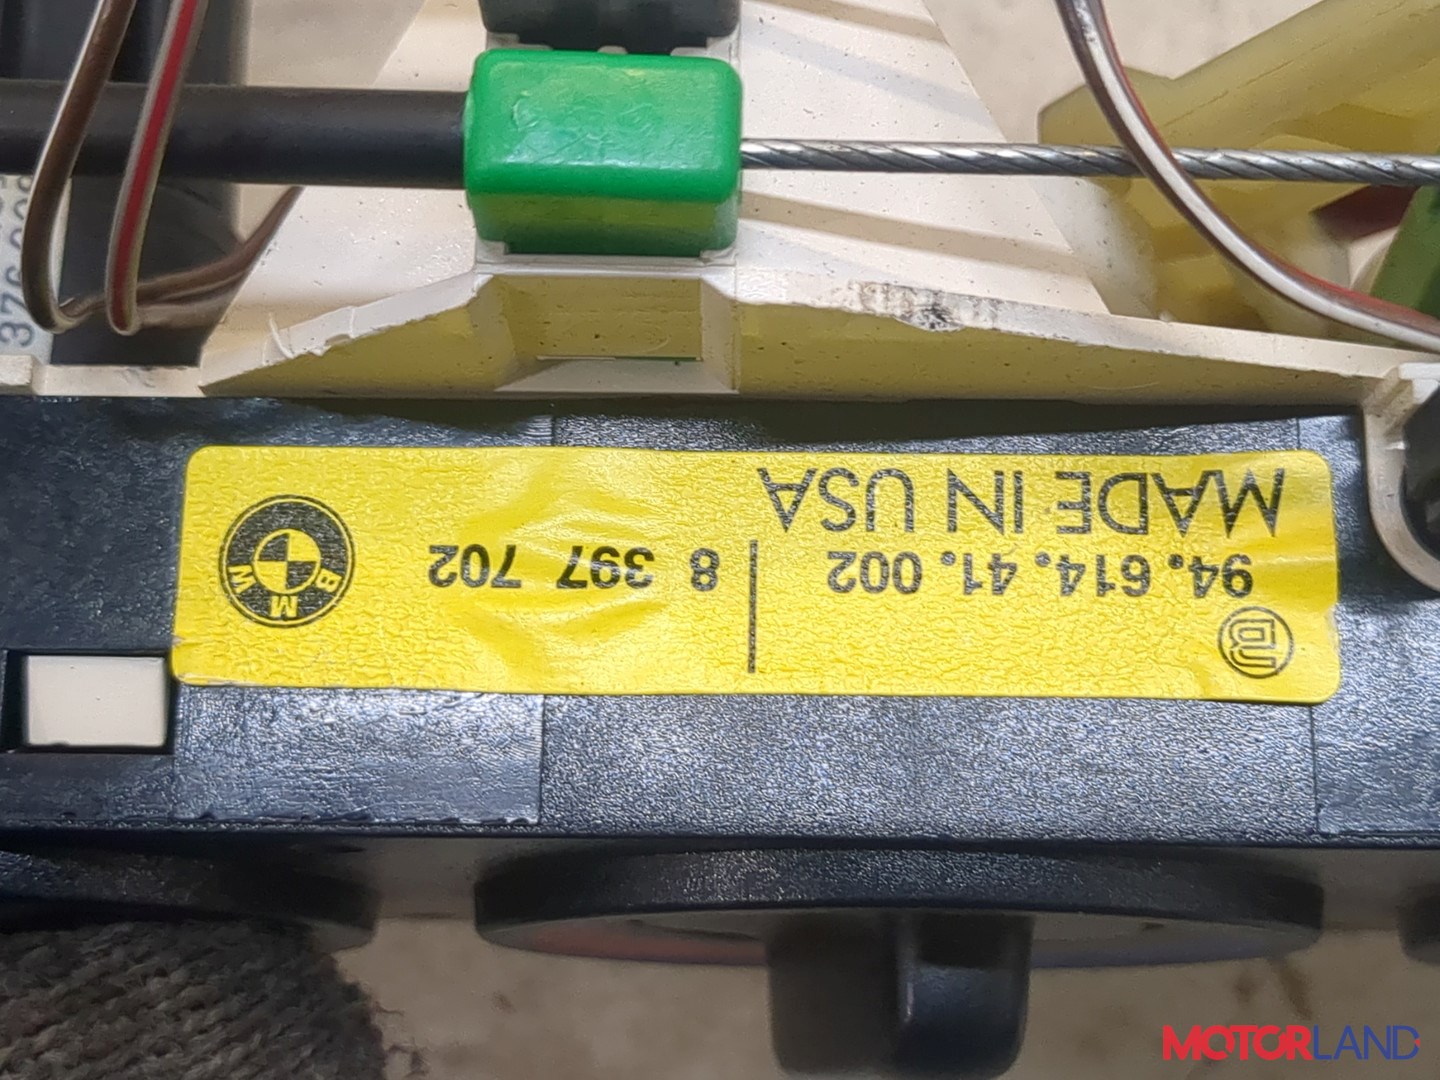 BMW
94.614.41.002
8 397 702
MADE IN USA
MOTORLAND